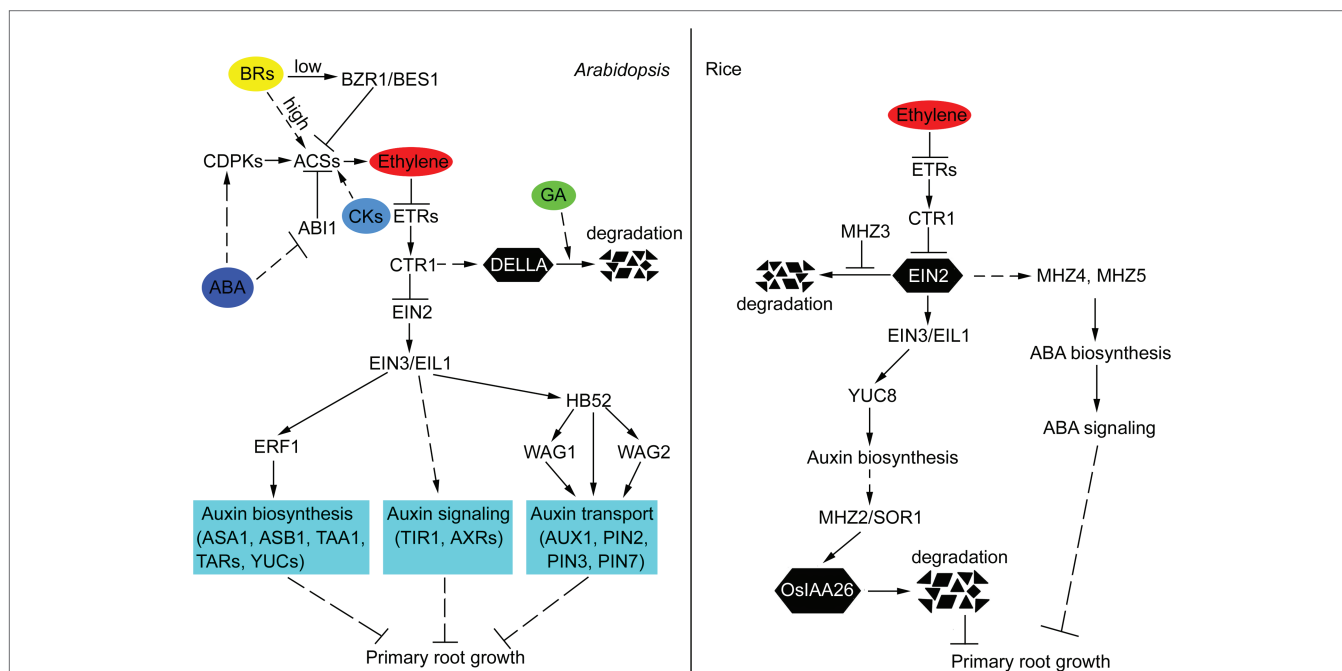 Arabidopsis
BRs
low
BZR1/BES1
high
CDPKs
ACSs
Ethylene
ABI1
CKs
ETRs
GA
degradation
ABA
CTR1
DELLA
EIN2
EIN3/EIL1
HB52
ERF1
WAG1
WAG2
Auxin biosynthesis
(ASA1, ASB1, TAA1,
TARs, YUCs)
Auxin signaling
(TIR1, AXRs)
Auxin transport
(AUX1, PIN2,
PIN3, PIN7)
Primary root growth
Rice
Ethylene
ETRs
CTR1
MHZ3
EIN2
degradation
MHZ4, MHZ5
EIN3/EIL1
ABA biosynthesis
YUC8
ABA signaling
Auxin biosynthesis
MHZ2/SOR1
degradation
OsIAA26
Primary root growth